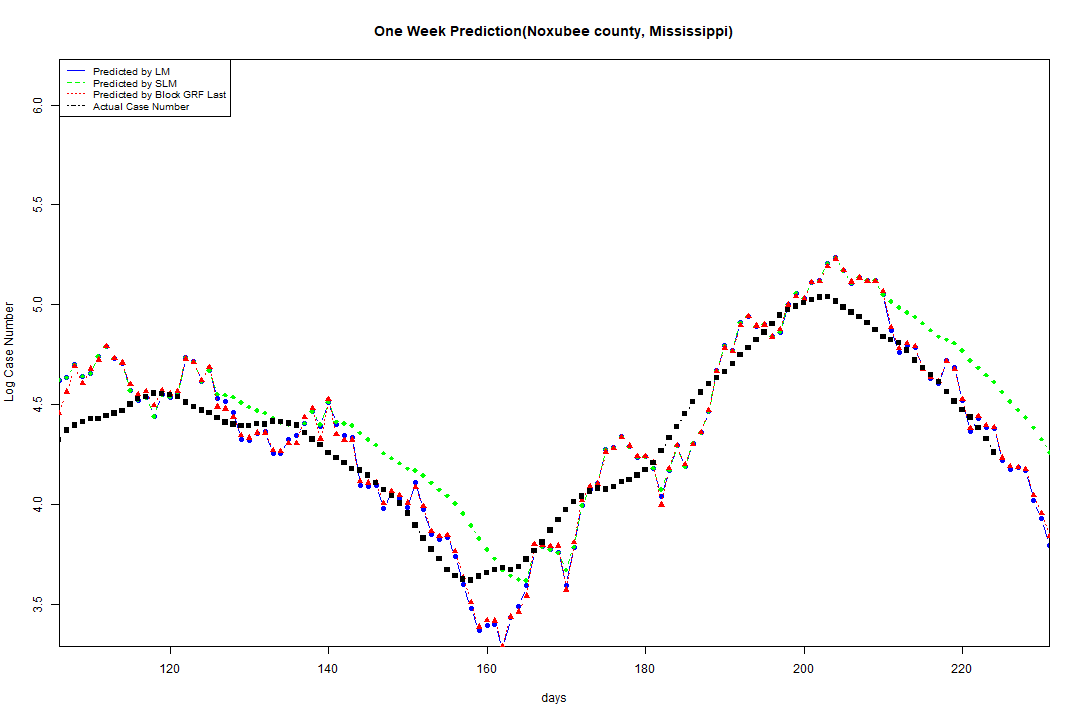 One Week Prediction(Noxubee county, Mississippi)
Predicted by LM
Predicted by SLM
Predicted by Block GRF Last
Actual Case Number
6.0
5.5
5.0
4.5
4.0
3.5
Log Case Number
120 140 160 180 200 220
days